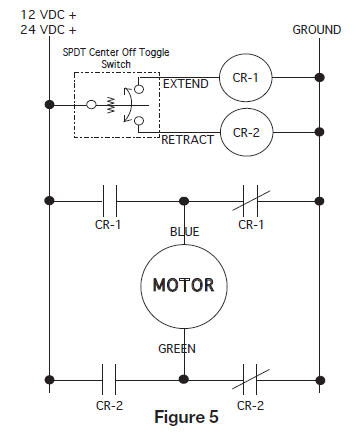 12 VDC +
24 VDC +
GROUND
SPDT Center Off Toggle
Switch
EXTEND
CR-1
RETRACT
CR-2
CR-1
BLUE
CR-1
MOTOR
GREEN
CR-2
CR-2
Figure 5